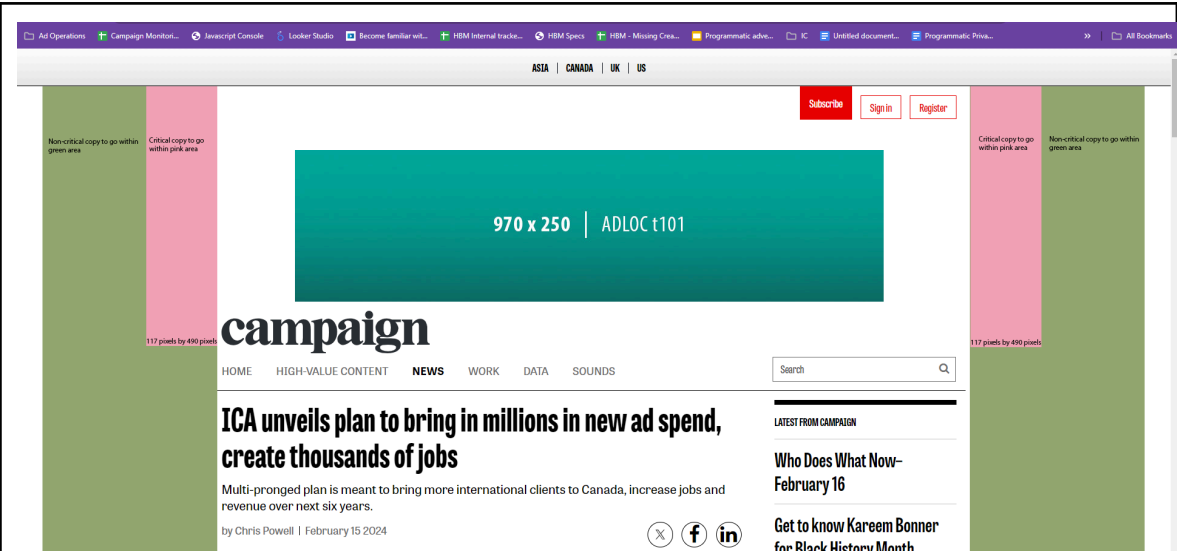 Ad Operations Campaign Monitori... Javascript Console Looker Studio Become familiar wit... HBM Internal tracke... HBM Specs HBM - Missing Crea... Programmatic adve... IC Untitled document... Programmatic Priva... » All Bookmarks
ASIA | CANADA | UK | US
Subscribe Sign in Register
Non-critical copy to go within
green area
Critical copy to go
within pink area
Critical copy to go
within pink area
Non-critical copy to go within
green area
970 x 250 | ADLOC t101
117 pixels by 490 pixels
campaign
117 pixels by 490 pixels
HOME HIGH-VALUE CONTENT NEWS WORK DATA SOUNDS
Search
ICA unveils plan to bring in millions in new ad spend,
create thousands of jobs
Multi-pronged plan is meant to bring more international clients to Canada, increase jobs and
revenue over next six years.
by Chris Powell | February 15 2024
X f in
LATEST FROM CAMPAIGN
Who Does What Now–
February 16
Get to know Kareem Bonner
for Black History Month